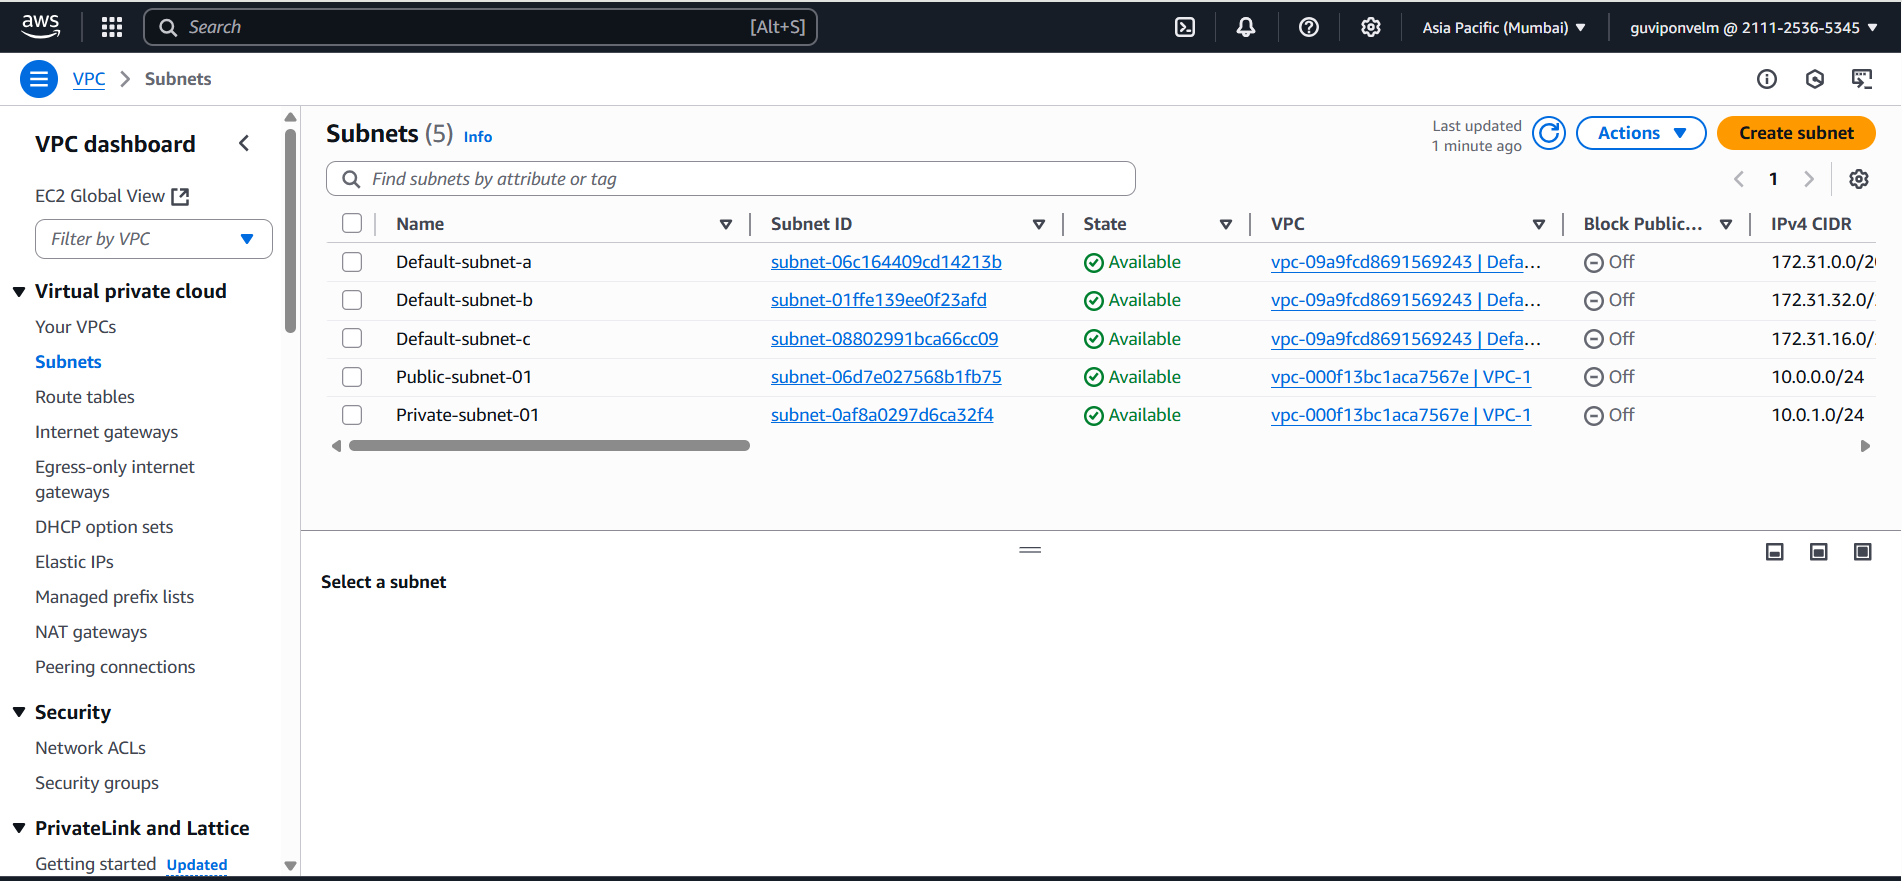 aws
Search [Alt+S]
Asia Pacific (Mumbai)
guviponvelm @ 2111-2536-5345
VPC > Subnets
VPC dashboard
EC2 Global View
Filter by VPC
Virtual private cloud
Your VPCs
Subnets
Route tables
Internet gateways
Egress-only internet
gateways
DHCP option sets
Elastic IPs
Managed prefix lists
NAT gateways
Peering connections
Security
Network ACLs
Security groups
PrivateLink and Lattice
Getting started Updated
Subnets (5) Info
Last updated
1 minute ago
Actions
Create subnet
Find subnets by attribute or tag
1
Name Subnet ID State VPC Block Public... IPv4 CIDR
Default-subnet-a subnet-06c164409cd14213b Available vpc-09a9fcd8691569243 | Defa... Off 172.31.0.0/20
Default-subnet-b subnet-01ffe139ee0f23afd Available vpc-09a9fcd8691569243 | Defa... Off 172.31.32.0/
Default-subnet-c subnet-08802991bca66cc09 Available vpc-09a9fcd8691569243 | Defa... Off 172.31.16.0/
Public-subnet-01 subnet-06d7e027568b1fb75 Available vpc-000f13bc1aca7567e | VPC-1 Off 10.0.0.0/24
Private-subnet-01 subnet-0af8a0297d6ca32f4 Available vpc-000f13bc1aca7567e | VPC-1 Off 10.0.1.0/24
Select a subnet